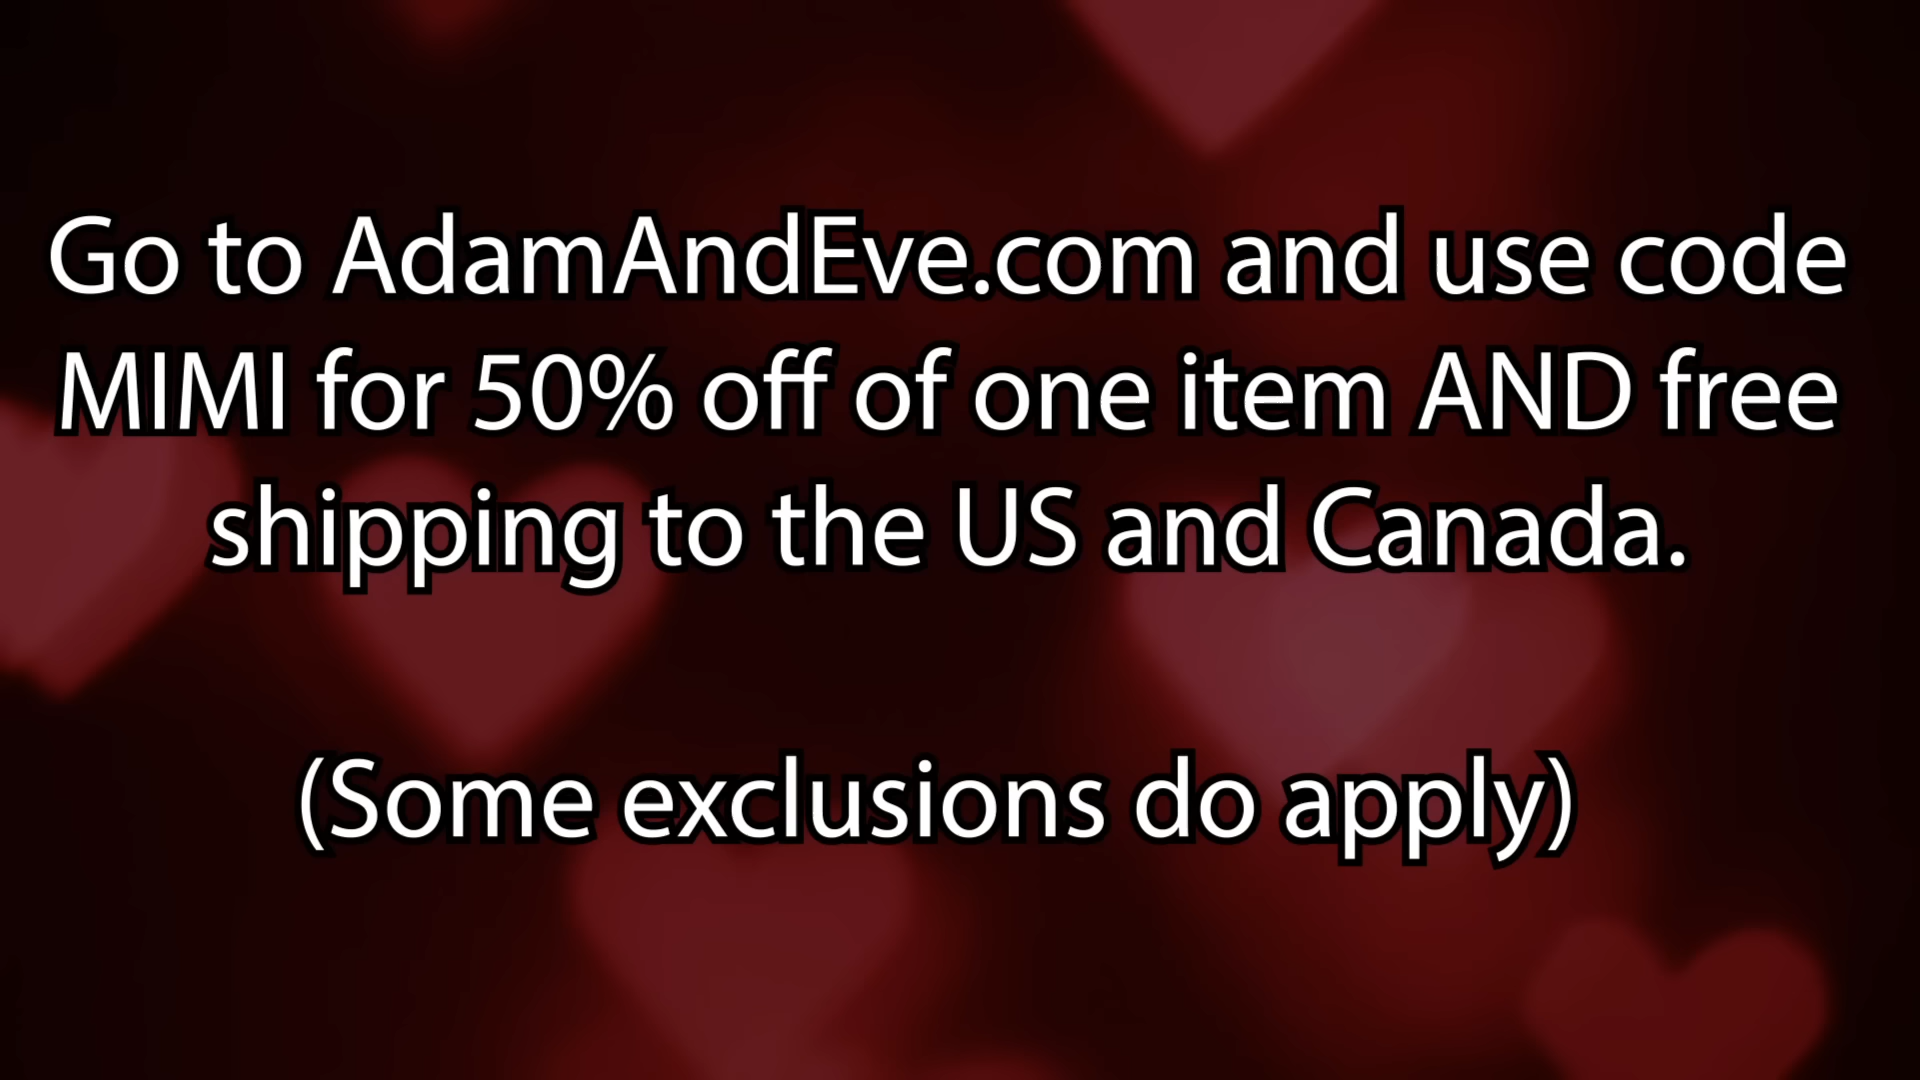 Go to AdamAndEve.com and use code
MIMI for 50% off of one item AND free
shipping to the US and Canada.
(Some exclusions do apply)